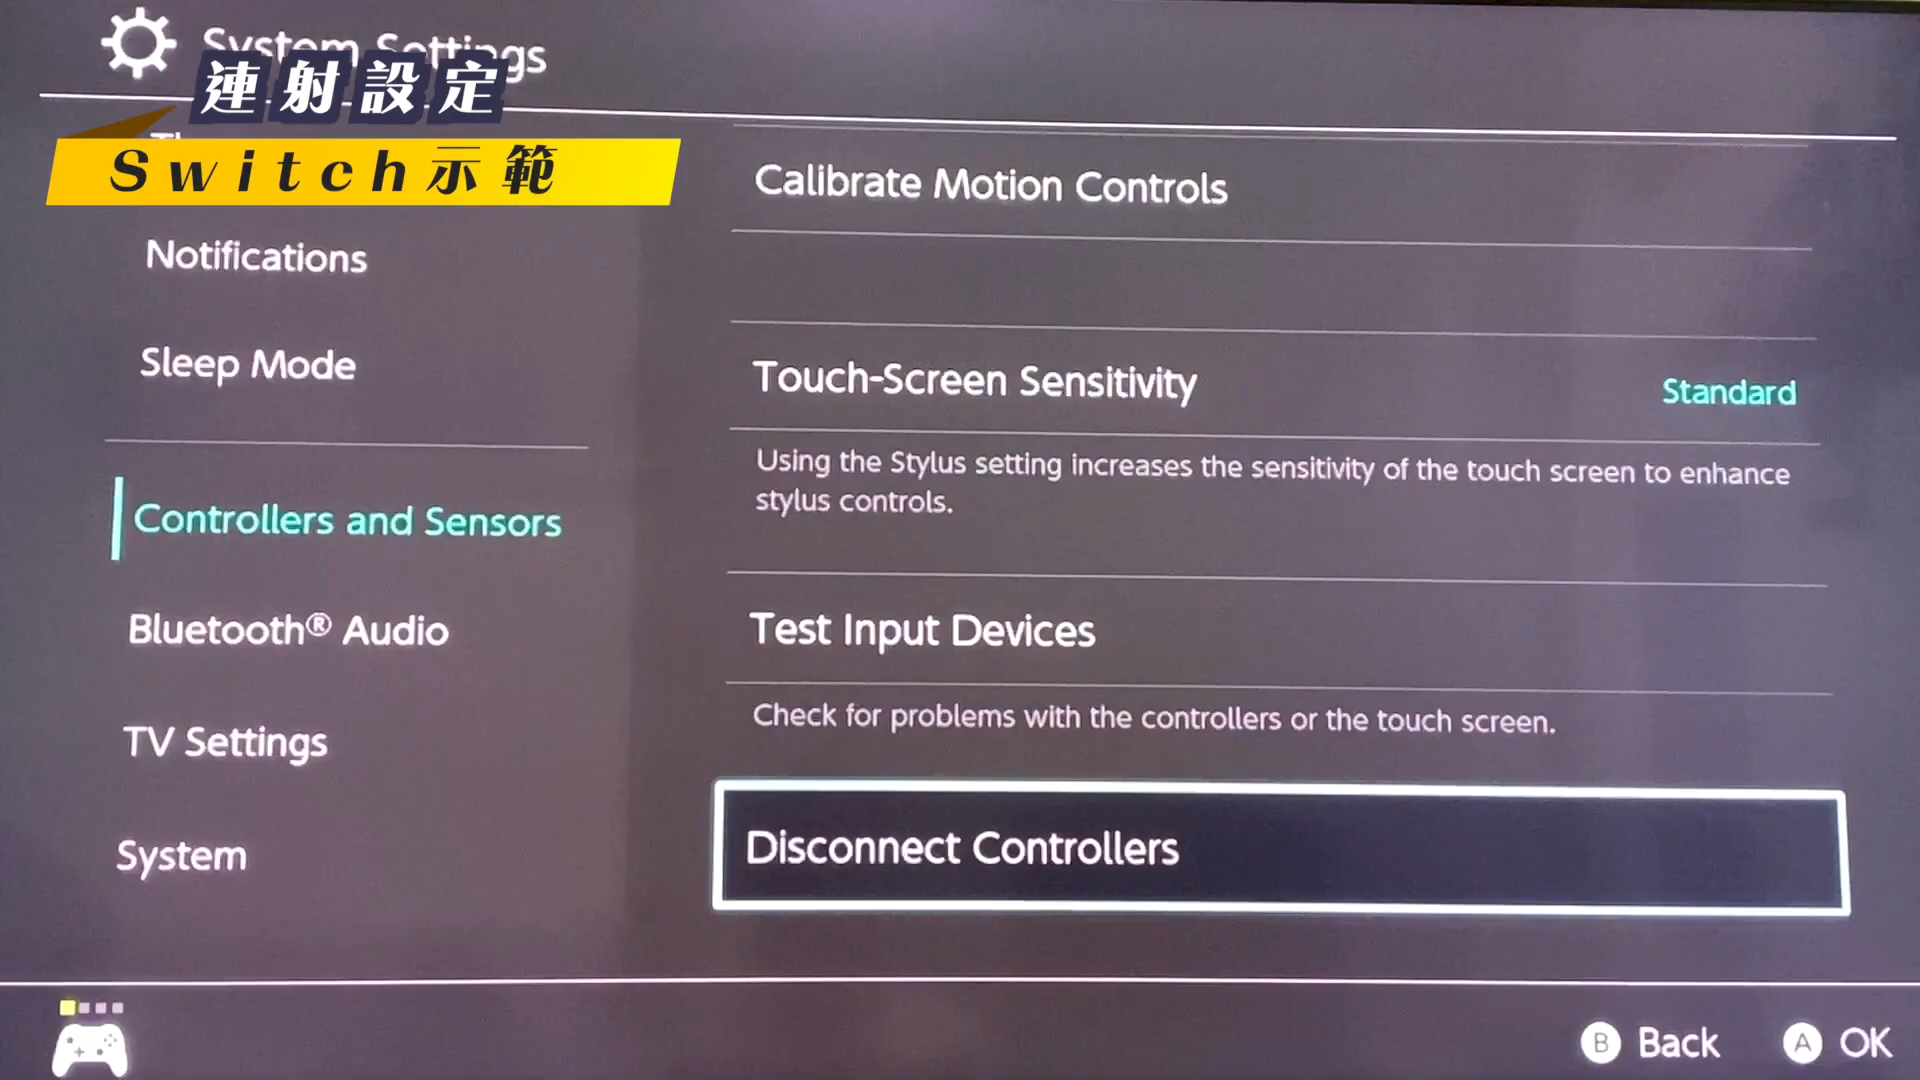 System Settings
連射設定
Switch示範
Notifications
Sleep Mode
Controllers and Sensors
Bluetooth® Audio
TV Settings
System
Calibrate Motion Controls
Touch-Screen Sensitivity
Standard
Using the Stylus setting increases the sensitivity of the touch screen to enhance
stylus controls.
Test Input Devices
Check for problems with the controllers or the touch screen.
Disconnect Controllers
B Back
A OK